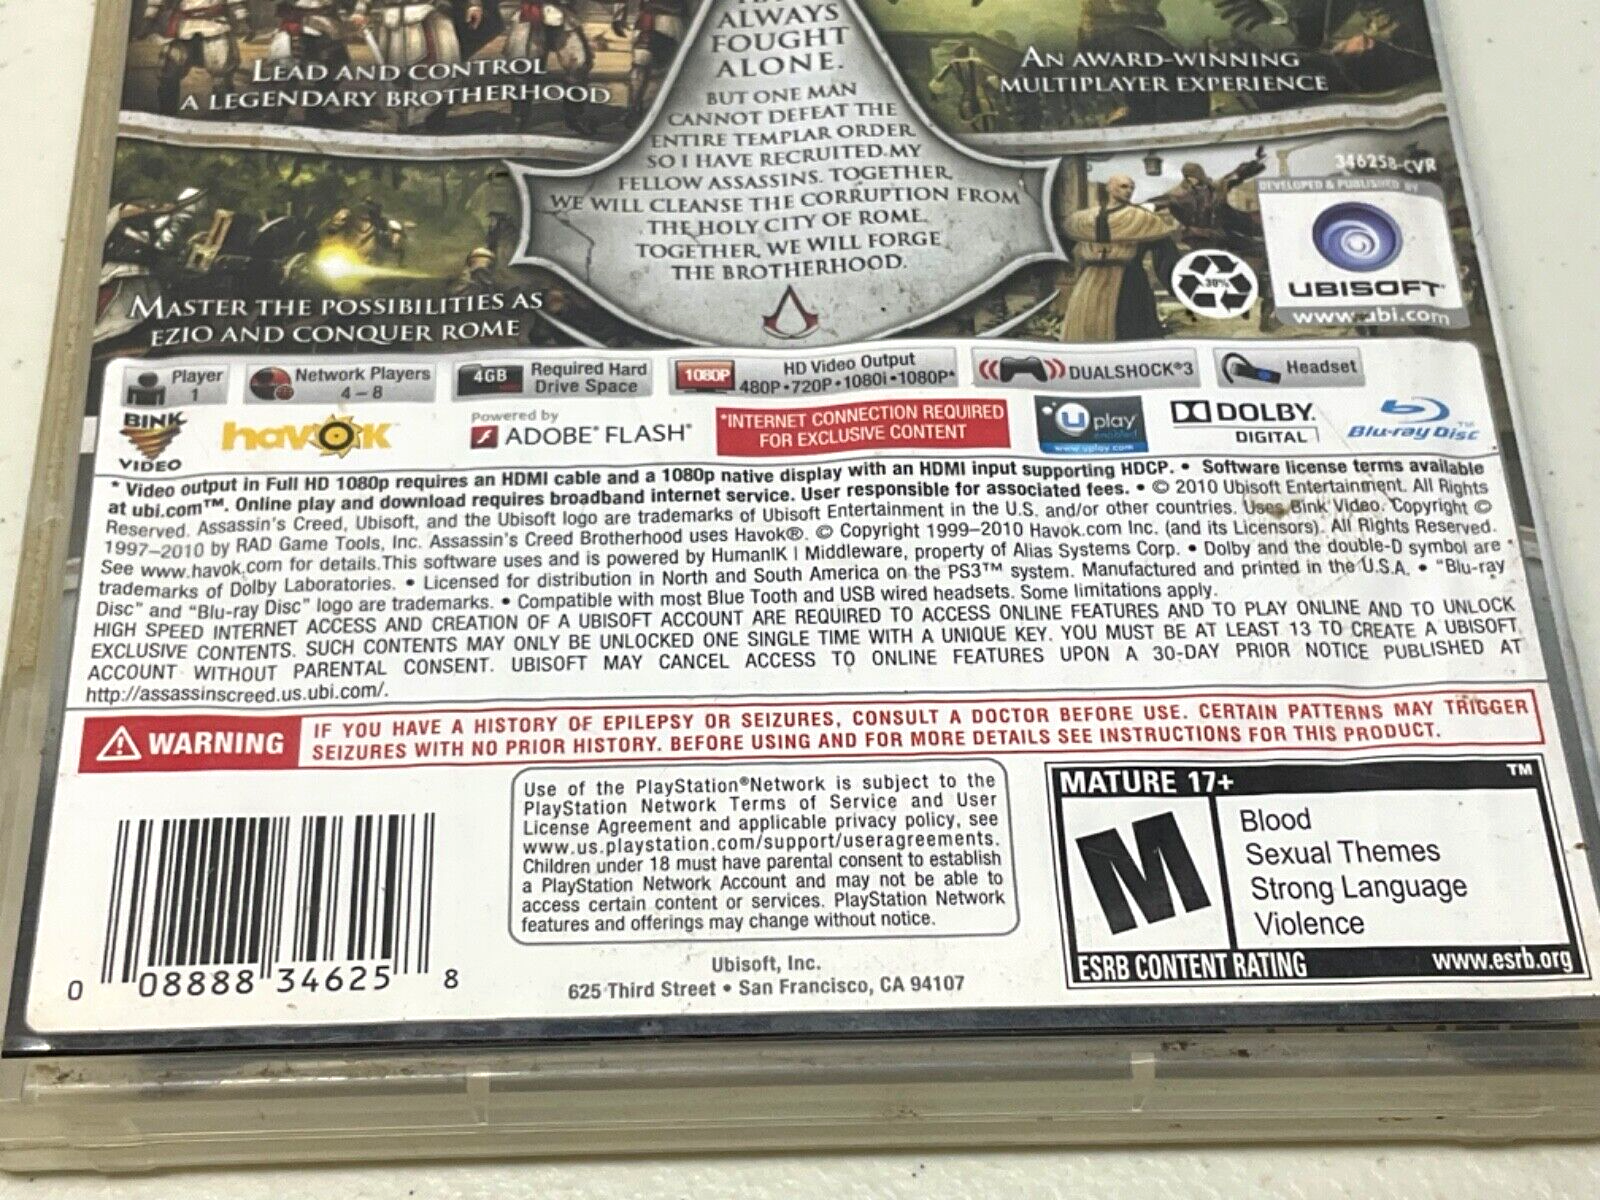 ALWAYS
FOUGHT
ALONE.
BUT ONE MAN
CANNOT DEFEAT THE
ENTIRE TEMPLAR ORDER
SO I HAVE RECRUITED MY
FELLOW ASSASSINS. TOGETHER,
WE WILL CLEANSE THE CORRUPTION FROM
THE HOLY CITY OF ROME.
TOGETHER, WE WILL FORGE
THE BROTHERHOOD.
LEAD AND CONTROL
A LEGENDARY BROTHERHOOD
AN AWARD-WINNING
MULTIPLAYER EXPERIENCE
MASTER THE POSSIBILITIES AS
EZIO AND CONQUER ROME
346258-CVR
DEVELOPED & PUBLISHED BY
UBISOFT
www.ubi.com
30%
Player
1
Network Players
4 – 8
4GB
Required Hard
Drive Space
1080P
HD Video Output
480P • 720P • 1080i • 1080P*
DUALSHOCK®3
Headset
BINK
VIDEO
havok
Powered by
ADOBE® FLASH®
*INTERNET CONNECTION REQUIRED
FOR EXCLUSIVE CONTENT
Uplay
enabled
www.uplay.com
DOLBY.
DIGITAL
Blu-ray Disc™
* Video output in Full HD 1080p requires an HDMI cable and a 1080p native display with an HDMI input supporting HDCP. • Software license terms available
at ubi.com™. Online play and download requires broadband internet service. User responsible for associated fees. • © 2010 Ubisoft Entertainment. All Rights
Reserved. Assassin's Creed, Ubisoft, and the Ubisoft logo are trademarks of Ubisoft Entertainment in the U.S. and/or other countries. Uses Bink Video. Copyright ©
1997–2010 by RAD Game Tools, Inc. Assassin's Creed Brotherhood uses Havok®. © Copyright 1999–2010 Havok.com Inc. (and its Licensors). All Rights Reserved.
See www.havok.com for details.This software uses and is powered by HumanIK | Middleware, property of Alias Systems Corp. • Dolby and the double-D symbol are
trademarks of Dolby Laboratories. • Licensed for distribution in North and South America on the PS3™ system. Manufactured and printed in the U.S.A. • "Blu-ray
Disc" and "Blu-ray Disc" logo are trademarks. • Compatible with most Blue Tooth and USB wired headsets. Some limitations apply.
HIGH SPEED INTERNET ACCESS AND CREATION OF A UBISOFT ACCOUNT ARE REQUIRED TO ACCESS ONLINE FEATURES AND TO PLAY ONLINE AND TO UNLOCK
EXCLUSIVE CONTENTS. SUCH CONTENTS MAY ONLY BE UNLOCKED ONE SINGLE TIME WITH A UNIQUE KEY. YOU MUST BE AT LEAST 13 TO CREATE A UBISOFT
ACCOUNT WITHOUT PARENTAL CONSENT. UBISOFT MAY CANCEL ACCESS TO ONLINE FEATURES UPON A 30-DAY PRIOR NOTICE PUBLISHED AT
http://assassinscreed.us.ubi.com/.
WARNING
IF YOU HAVE A HISTORY OF EPILEPSY OR SEIZURES, CONSULT A DOCTOR BEFORE USE. CERTAIN PATTERNS MAY TRIGGER
SEIZURES WITH NO PRIOR HISTORY. BEFORE USING AND FOR MORE DETAILS SEE INSTRUCTIONS FOR THIS PRODUCT.
0 08888 34625 8
Use of the PlayStation®Network is subject to the
PlayStation Network Terms of Service and User
License Agreement and applicable privacy policy, see
www.us.playstation.com/support/useragreements.
Children under 18 must have parental consent to establish
a PlayStation Network Account and may not be able to
access certain content or services. PlayStation Network
features and offerings may change without notice.
Ubisoft, Inc.
625 Third Street • San Francisco, CA 94107
MATURE 17+
TM
M
Blood
Sexual Themes
Strong Language
Violence
ESRB CONTENT RATING
www.esrb.org